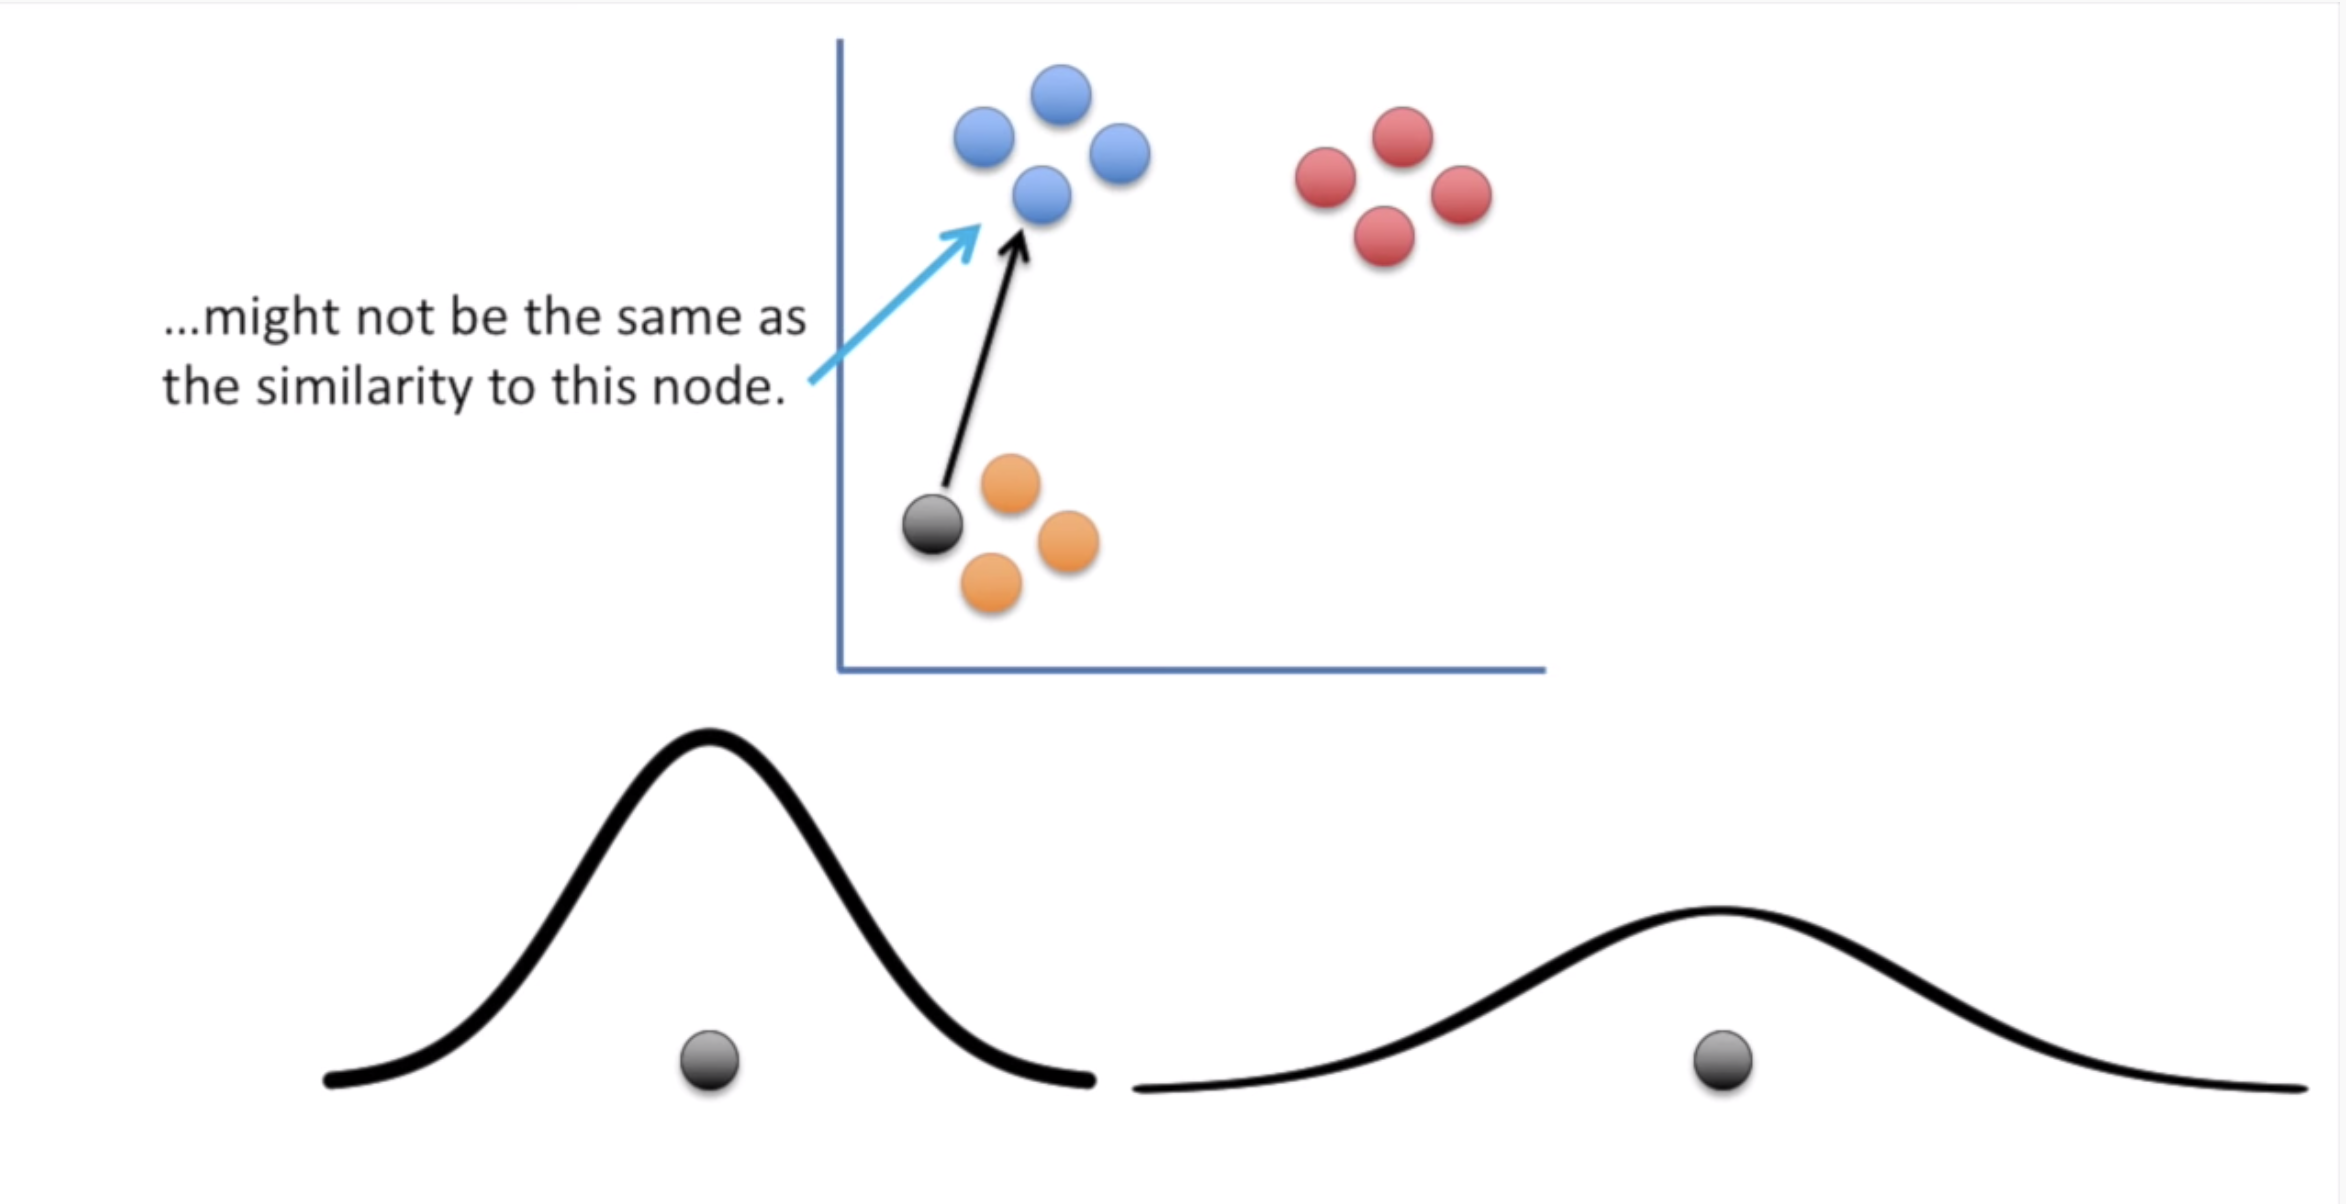 ...might not be the same as
the similarity to this node.